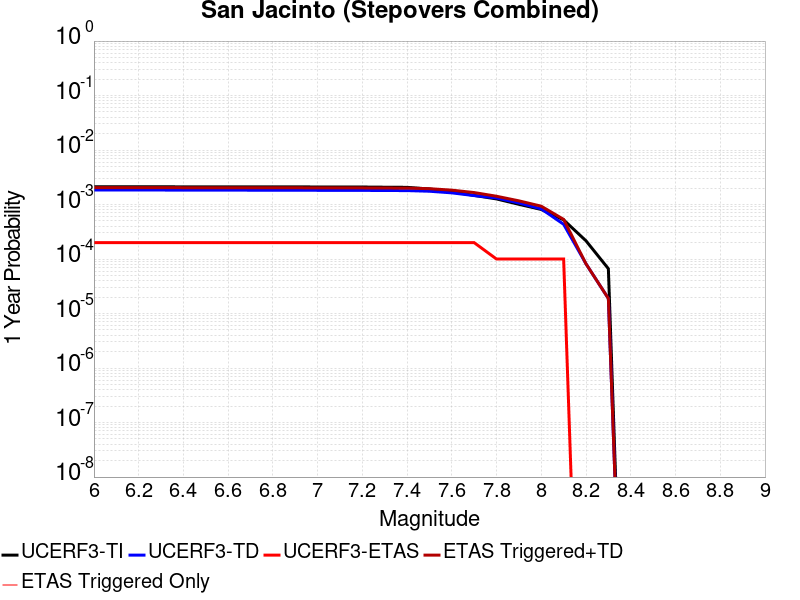 San Jacinto (Stepovers Combined)
10^0
10^-1
10^-2
10^-3
10^-4
10^-5
10^-6
10^-7
10^-8
1 Year Probability
6 6.2 6.4 6.6 6.8 7 7.2 7.4 7.6 7.8 8 8.2 8.4 8.6 8.8 9
Magnitude
UCERF3-TI UCERF3-TD UCERF3-ETAS ETAS Triggered+TD
ETAS Triggered Only